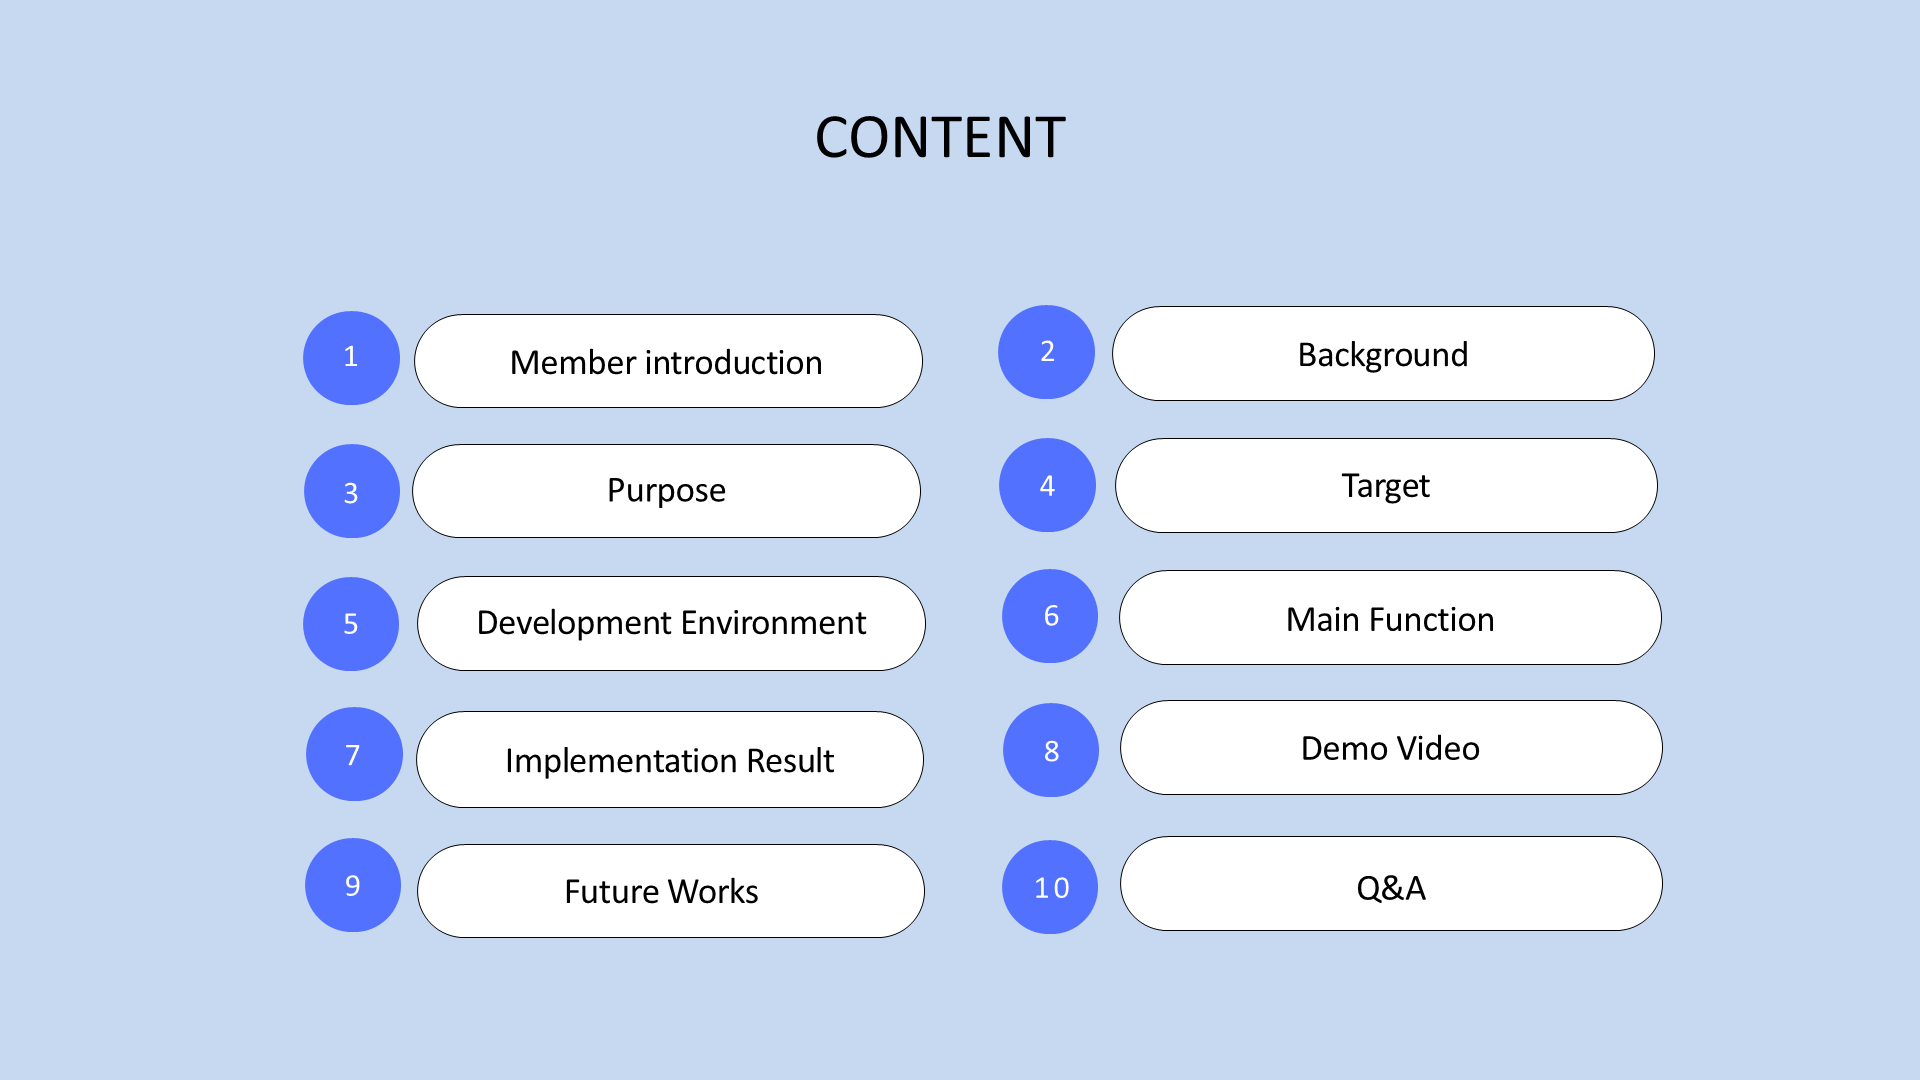 CONTENT
1
Member introduction
2
Background
3
Purpose
4
Target
5
Development Environment
6
Main Function
7
Implementation Result
8
Demo Video
9
Future Works
10
Q&A